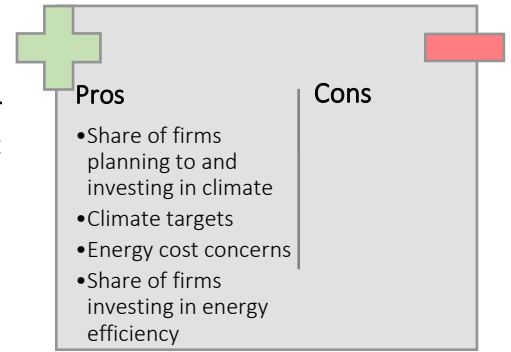 Pros
Cons
•Share of firms
planning to and
investing in climate
•Climate targets
•Energy cost concerns
•Share of firms
investing in energy
efficiency